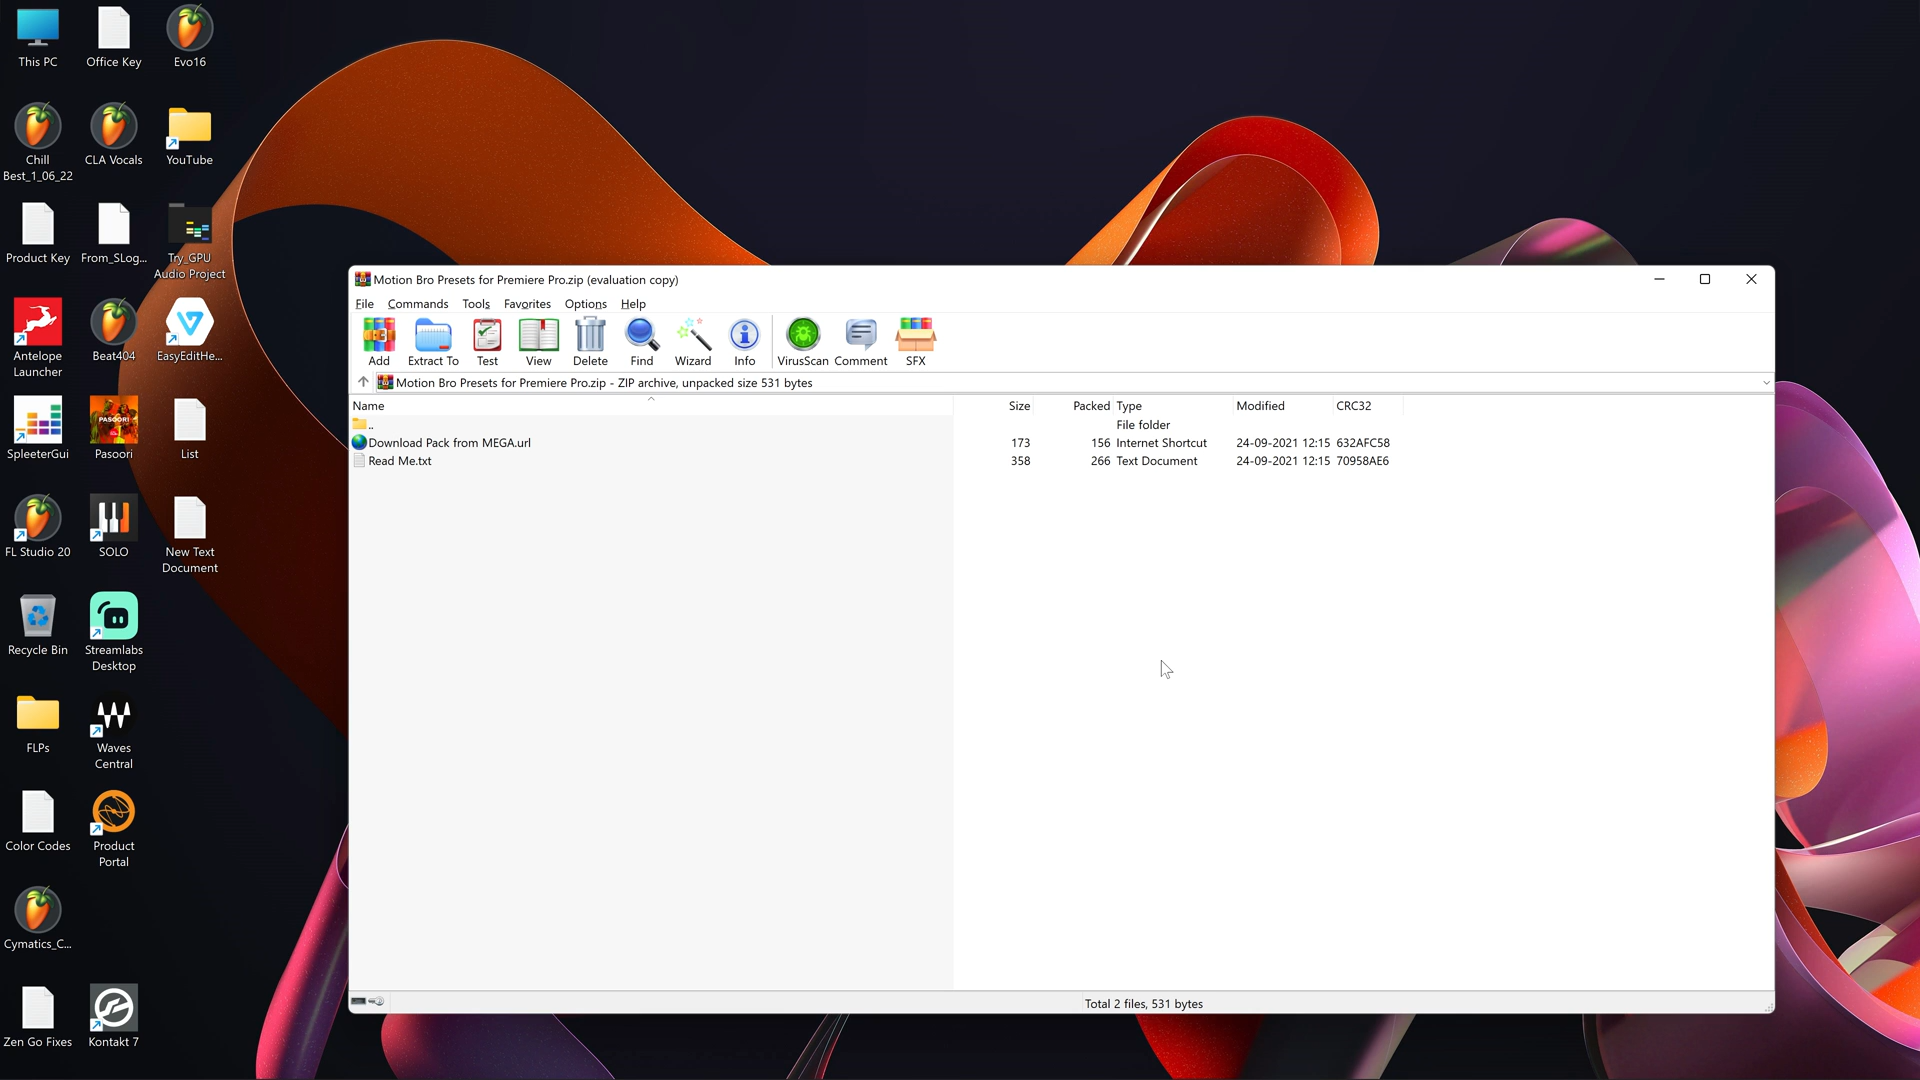 This PC
Office Key
Evo16
Chill
Best_1_06_22
CLA Vocals
YouTube
Product Key
From_SLog...
Try_GPU
Audio Project
Antelope
Launcher
Beat404
EasyEditHe...
SpleeterGui
PASOORI
Pasoori
List
FL Studio 20
SOLO
New Text
Document
Recycle Bin
Streamlabs
Desktop
FLPs
Waves
Central
Color Codes
Product
Portal
Cymatics_C...
Zen Go Fixes
Kontakt 7
Motion Bro Presets for Premiere Pro.zip (evaluation copy)
File Commands Tools Favorites Options Help
Add Extract To Test View Delete Find Wizard Info VirusScan Comment SFX
Motion Bro Presets for Premiere Pro.zip - ZIP archive, unpacked size 531 bytes
Name Size Packed Type Modified CRC32
.. File folder
Download Pack from MEGA.url 173 156 Internet Shortcut 24-09-2021 12:15 632AFC58
Read Me.txt 358 266 Text Document 24-09-2021 12:15 70958AE6
Total 2 files, 531 bytes